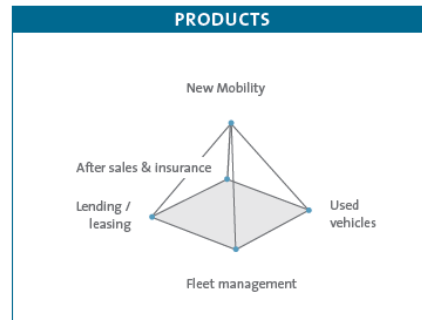 PRODUCTS
New Mobility
After sales & insurance
Lending /
leasing
Used
vehicles
Fleet management